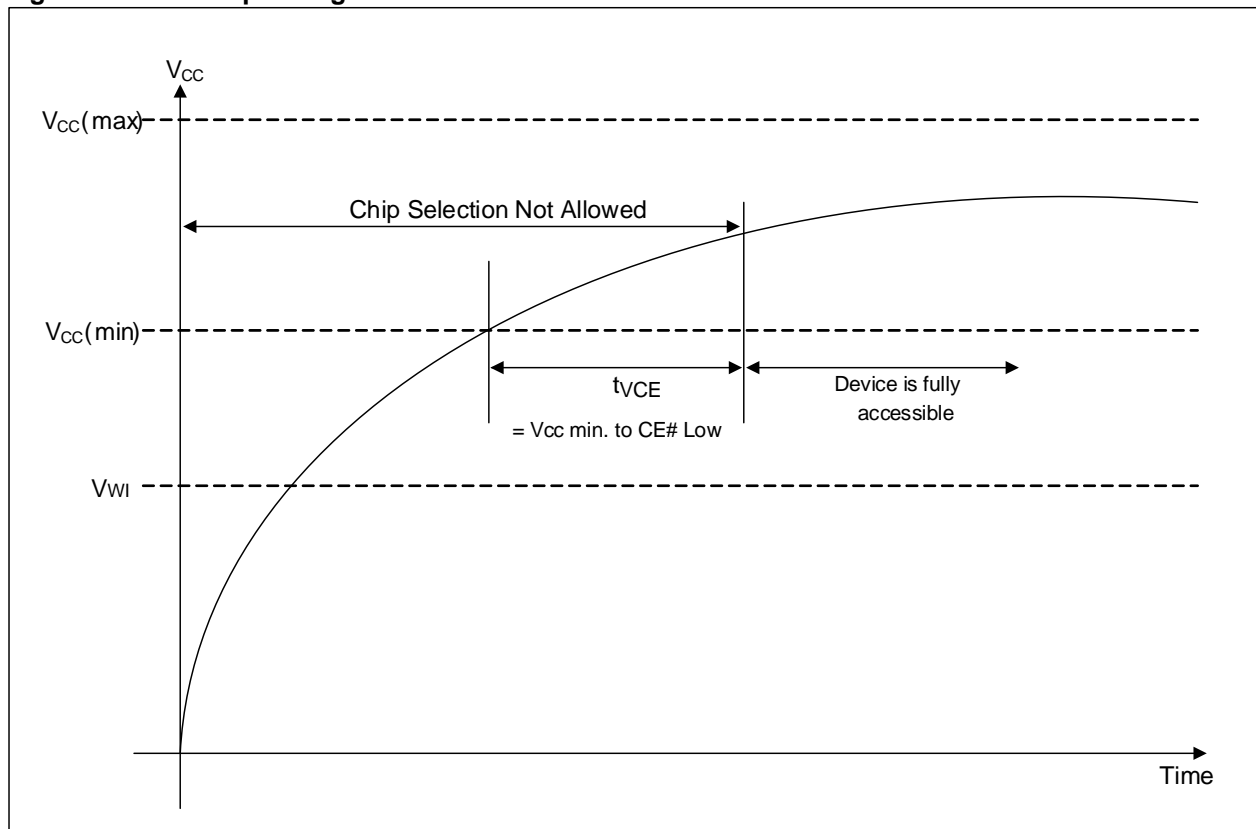 VCC
VCC(max)
Chip Selection Not Allowed
VCC(min)
tVCE
= Vcc min. to CE# Low
Device is fully
accessible
VWI
Time